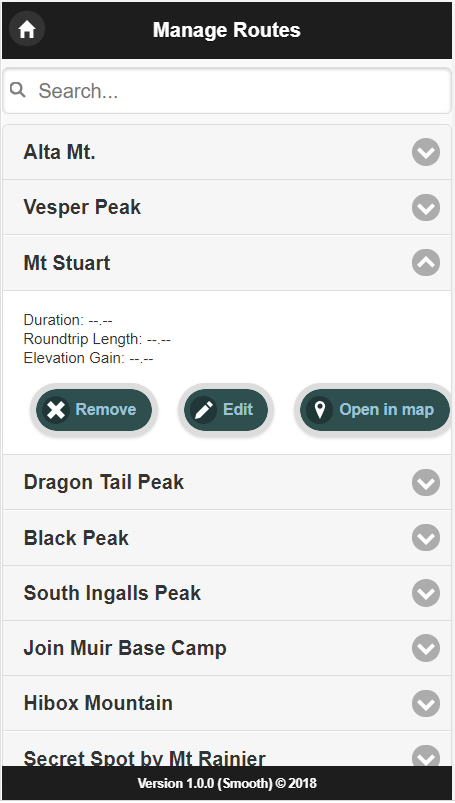 Manage Routes
Search...
Alta Mt.
Vesper Peak
Mt Stuart
Duration: --.--
Roundtrip Length: --.--
Elevation Gain: --.--
Remove Edit Open in map
Dragon Tail Peak
Black Peak
South Ingalls Peak
Join Muir Base Camp
Hibox Mountain
Secret Spot by Mt Rainier
Version 1.0.0 (Smooth) © 2018